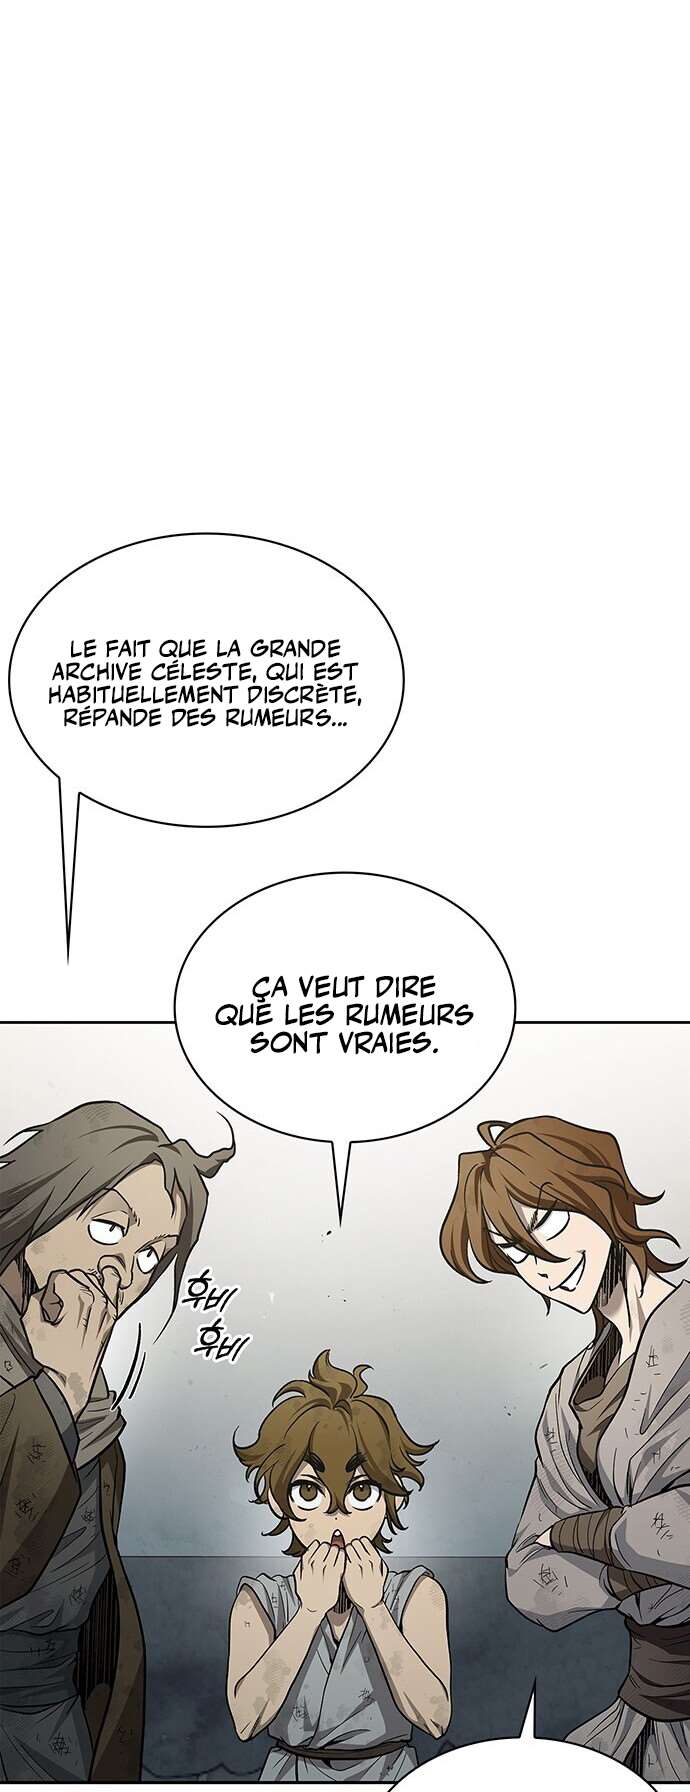 LE FAIT QUE LA GRANDE
ARCHIVE CÉLESTE, QUI EST
HABITUELLEMENT DISCRÈTE,
RÉPANDE DES RUMEURS...
ÇA VEUT DIRE
QUE LES RUMEURS
SONT VRAIES.
후비
후비